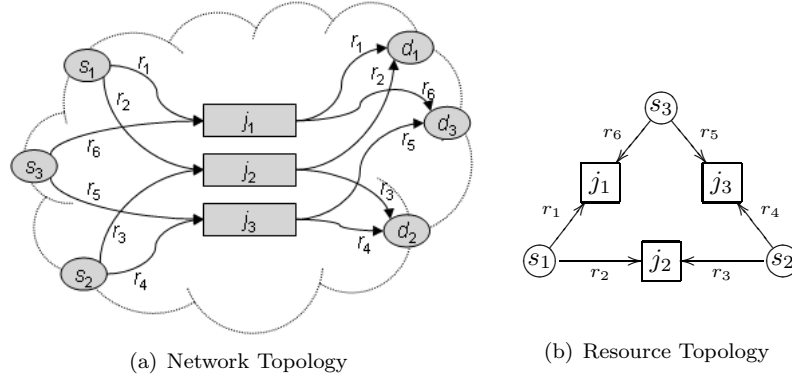 s₁
r₁
r₂
s₃
r₆
r₅
r₃
s₂
r₄
j₁
j₂
j₃
r₁
d₁
r₂
r₆
d₃
r₅
r₃
d₂
r₄
(a) Network Topology
s₃
r₆
r₅
j₁
j₃
r₁
r₄
s₁
r₂
j₂
r₃
s₂
(b) Resource Topology